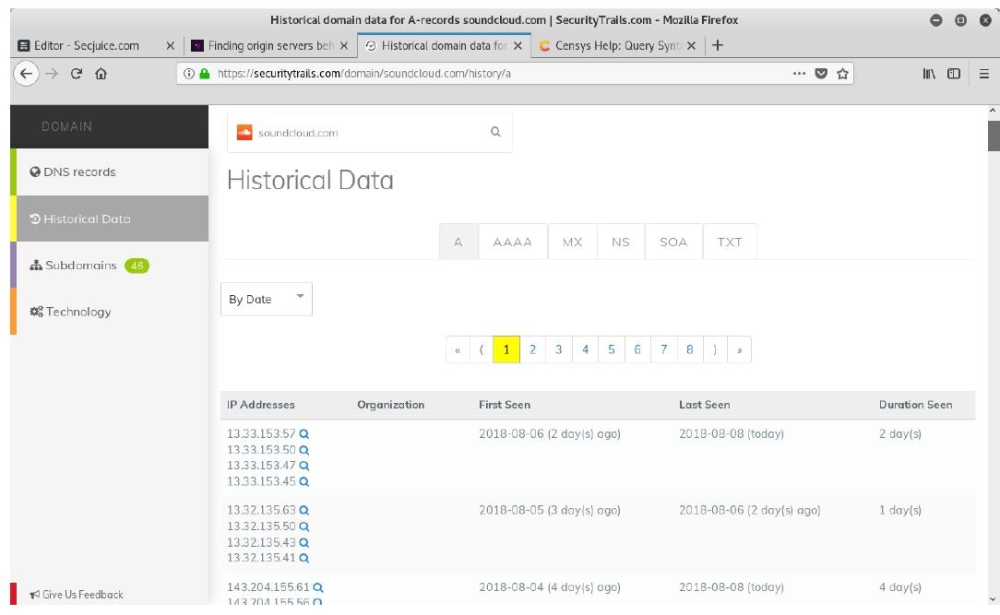 Historical domain data for A-records soundcloud.com | SecurityTrails.com - Mozilla Firefox
Editor - Secjuice.com
Finding origin servers beh
Historical domain data for
Censys Help: Query Synt
https://securitytrails.com/domain/soundcloud.com/history/a
DOMAIN
soundcloud.com
DNS records
Historical Data
Historical Data
A AAAA MX NS SOA TXT
Subdomains 46
By Date
Technology
« ( 1 2 3 4 5 6 7 8 ) »
IP Addresses Organization First Seen Last Seen Duration Seen
13.33.153.57 2018-08-06 (2 day(s) ago) 2018-08-08 (today) 2 day(s)
13.33.153.50
13.33.153.47
13.33.153.45
13.32.135.63 2018-08-05 (3 day(s) ago) 2018-08-06 (2 day(s) ago) 1 day(s)
13.32.135.50
13.32.135.43
13.32.135.41
143.204.155.61 2018-08-04 (4 day(s) ago) 2018-08-08 (today) 4 day(s)
143.204.155.56
Give Us Feedback